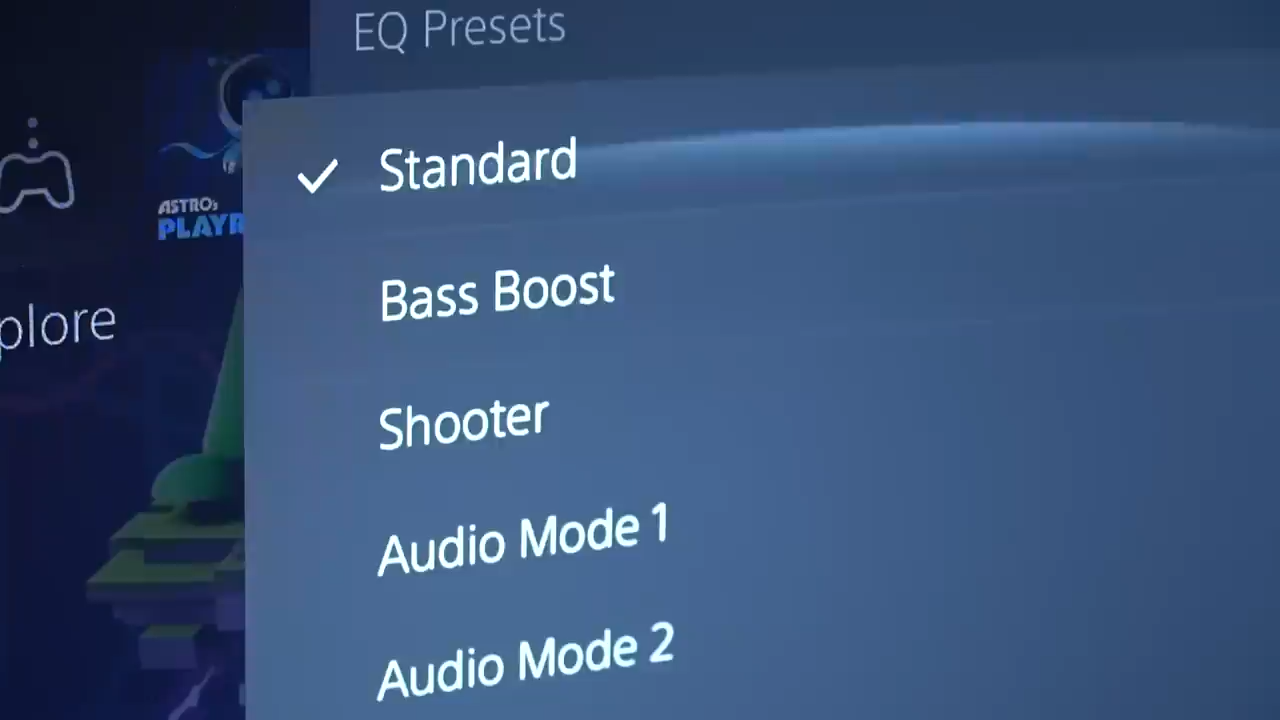 EQ Presets
Standard
Bass Boost
Shooter
Audio Mode 1
Audio Mode 2
ASTRO's
PLAYR
plore